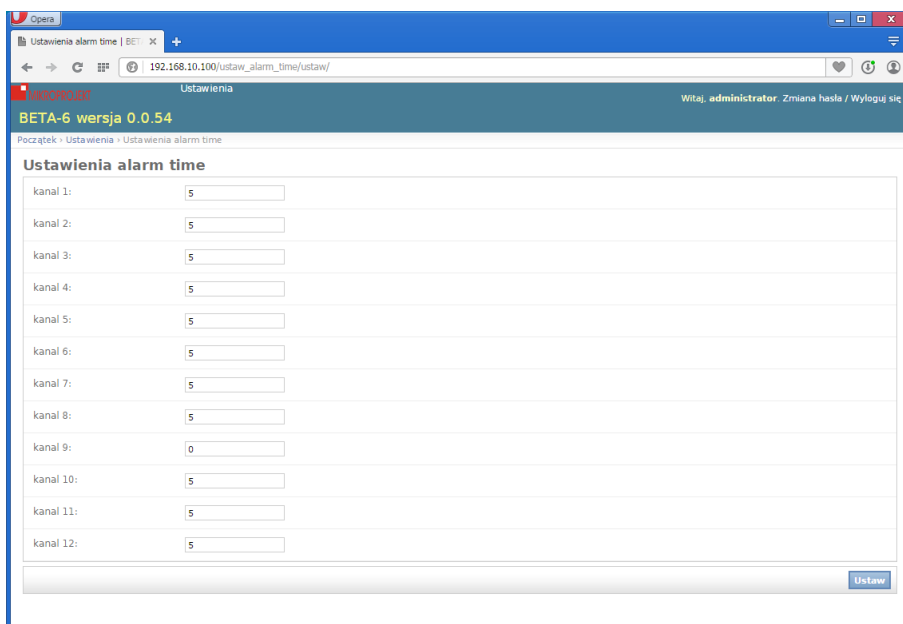 Opera
Ustawienia alarm time | BET
192.168.10.100/ustaw_alarm_time/ustaw/
MIKROPROJEKT
Ustawienia
Witaj, administrator. Zmiana hasła / Wyloguj się
BETA-6 wersja 0.0.54
Początek › Ustawienia › Ustawienia alarm time
Ustawienia alarm time
kanal 1: 5
kanal 2: 5
kanal 3: 5
kanal 4: 5
kanal 5: 5
kanal 6: 5
kanal 7: 5
kanal 8: 5
kanal 9: 0
kanal 10: 5
kanal 11: 5
kanal 12: 5
Ustaw